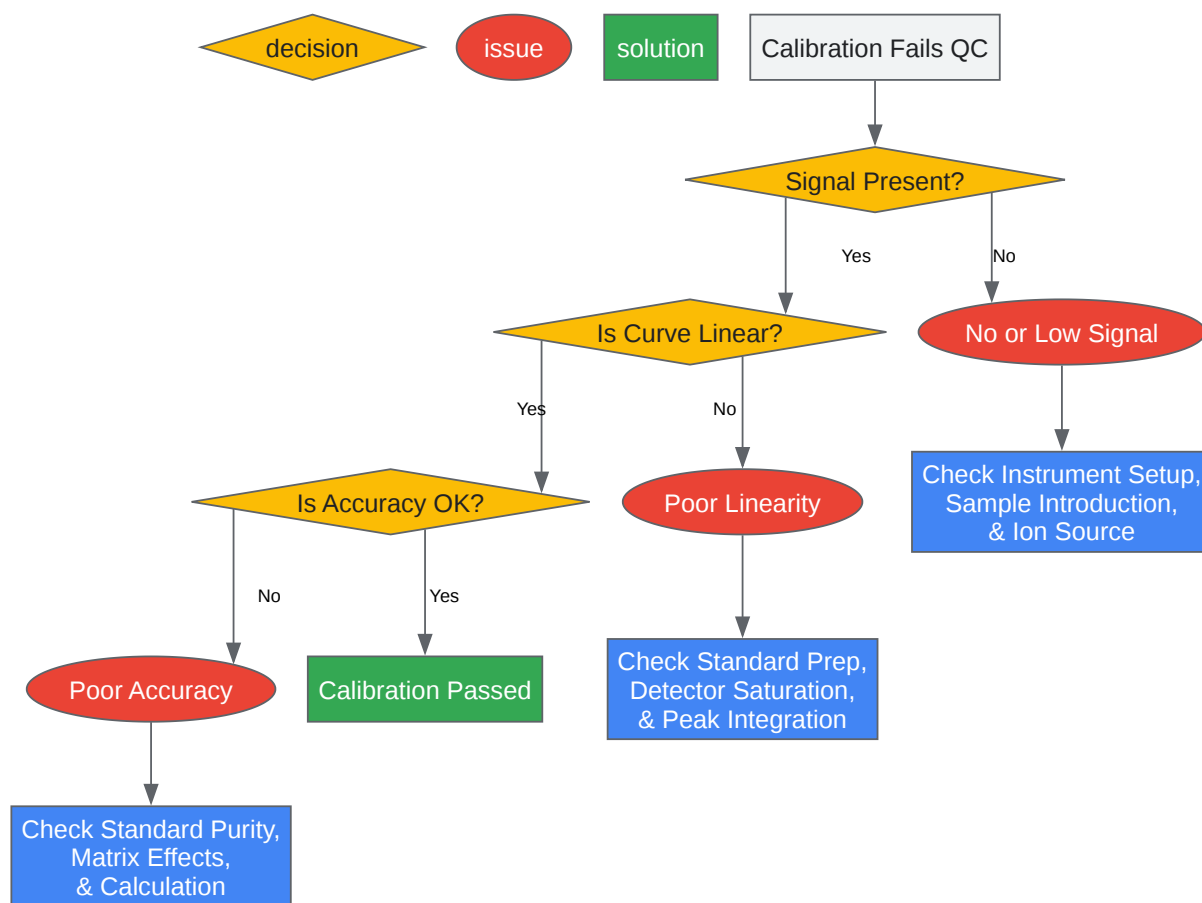 decision
issue
solution
Calibration Fails QC
Signal Present?
Yes
No
Is Curve Linear?
No or Low Signal
Yes
No
Check Instrument Setup,
Sample Introduction,
& Ion Source
Is Accuracy OK?
Poor Linearity
No
Yes
Check Standard Prep,
Detector Saturation,
& Peak Integration
Poor Accuracy
Calibration Passed
Check Standard Purity,
Matrix Effects,
& Calculation